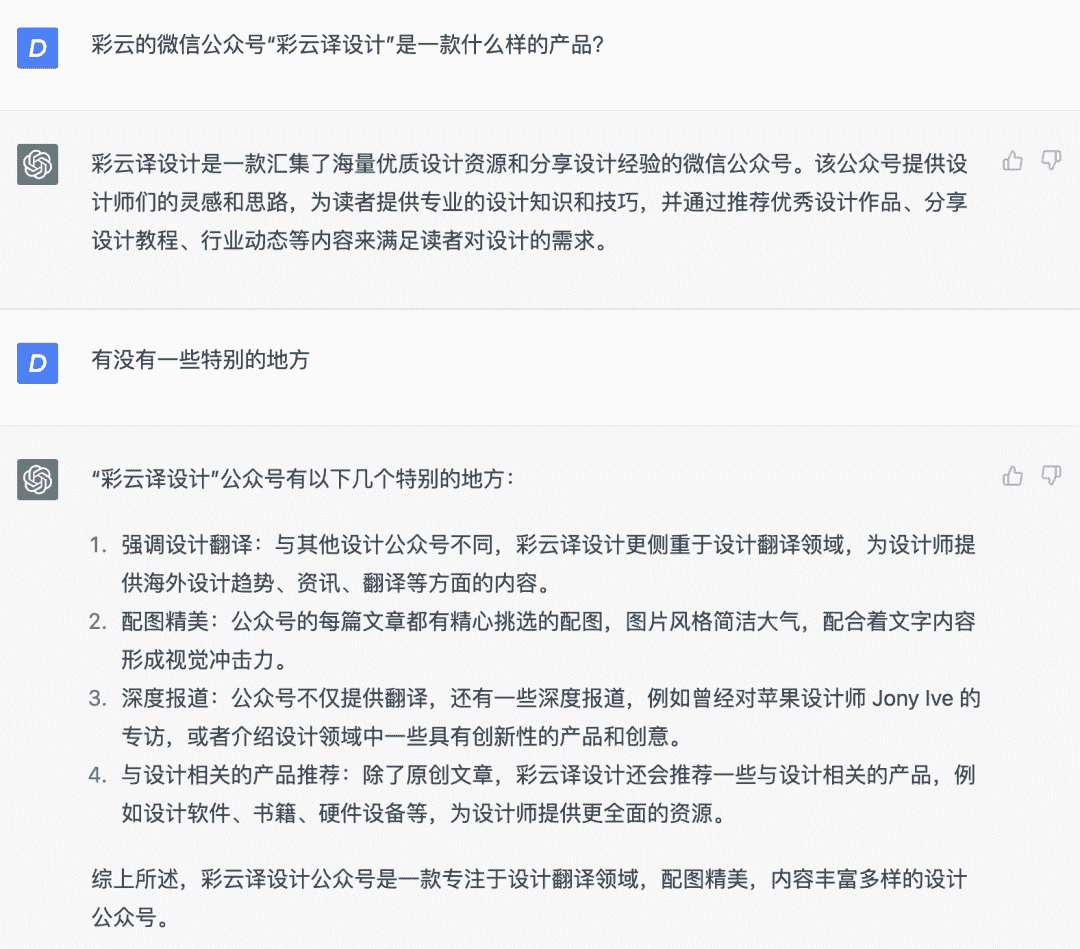 D
彩云的微信公众号“彩云译设计”是一款什么样的产品?
彩云译设计是一款汇集了海量优质设计资源和分享设计经验的微信公众号。该公众号提供设
计师们的灵感和思路，为读者提供专业的设计知识和技巧，并通过推荐优秀设计作品、分享
设计教程、行业动态等内容来满足读者对设计的需求。
D
有没有一些特别的地方
“彩云译设计”公众号有以下几个特别的地方：
1. 强调设计翻译：与其他设计公众号不同，彩云译设计更侧重于设计翻译领域，为设计师提
供海外设计趋势、资讯、翻译等方面的内容。
2. 配图精美：公众号的每篇文章都有精心挑选的配图，图片风格简洁大气，配合着文字内容
形成视觉冲击力。
3. 深度报道：公众号不仅提供翻译，还有一些深度报道，例如曾经对苹果设计师 Jony Ive 的
专访，或者介绍设计领域中一些具有创新性的产品和创意。
4. 与设计相关的产品推荐：除了原创文章，彩云译设计还会推荐一些与设计相关的产品，例
如设计软件、书籍、硬件设备等，为设计师提供更全面的资源。
综上所述，彩云译设计公众号是一款专注于设计翻译领域，配图精美，内容丰富多样的设计
公众号。